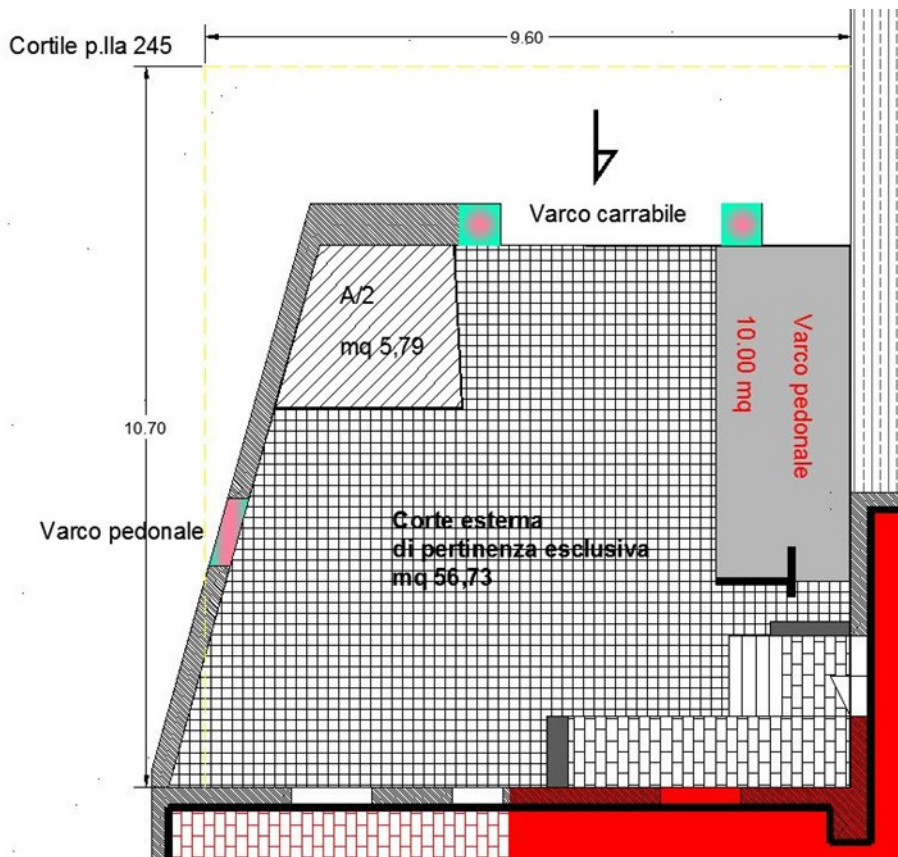 Cortile p.lla 245
9.60
Varco carrabile
A/2
mq 5,79
Varco pedonale
10.00 mq
10.70
Varco pedonale
Corte esterna
di pertinenza esclusiva
mq 56,73